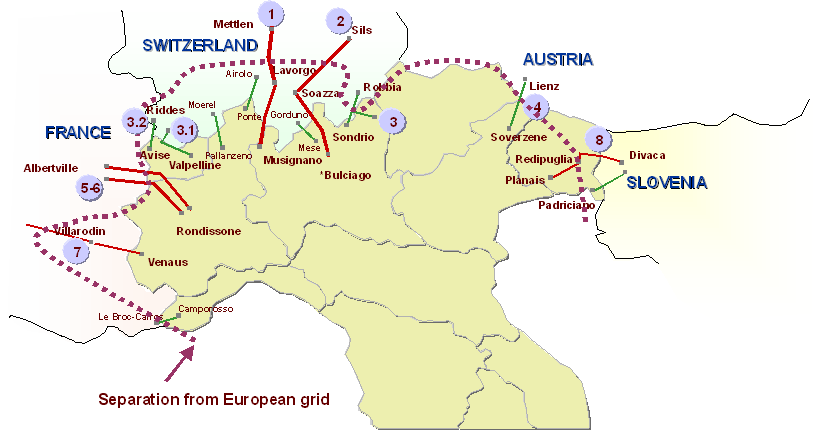 1
2
Mettlen
Sils
SWITZERLAND
AUSTRIA
Airolo
Lavorgo
Robbia
Lienz
Soazza
Moerel
Riddes
Ponte
Gorduno
3.2
3.1
3
4
FRANCE
Sondrio
Soverzene
8
Avise
Pallanzeno
Mese
Musignano
Valpelline
Redipuglia
Divaca
Albertville
*Bulciago
Planais
SLOVENIA
5-6
Padriciano
Villarodin
Rondissone
7
Venaus
Camporosso
Le Broc-Carros
Separation from European grid